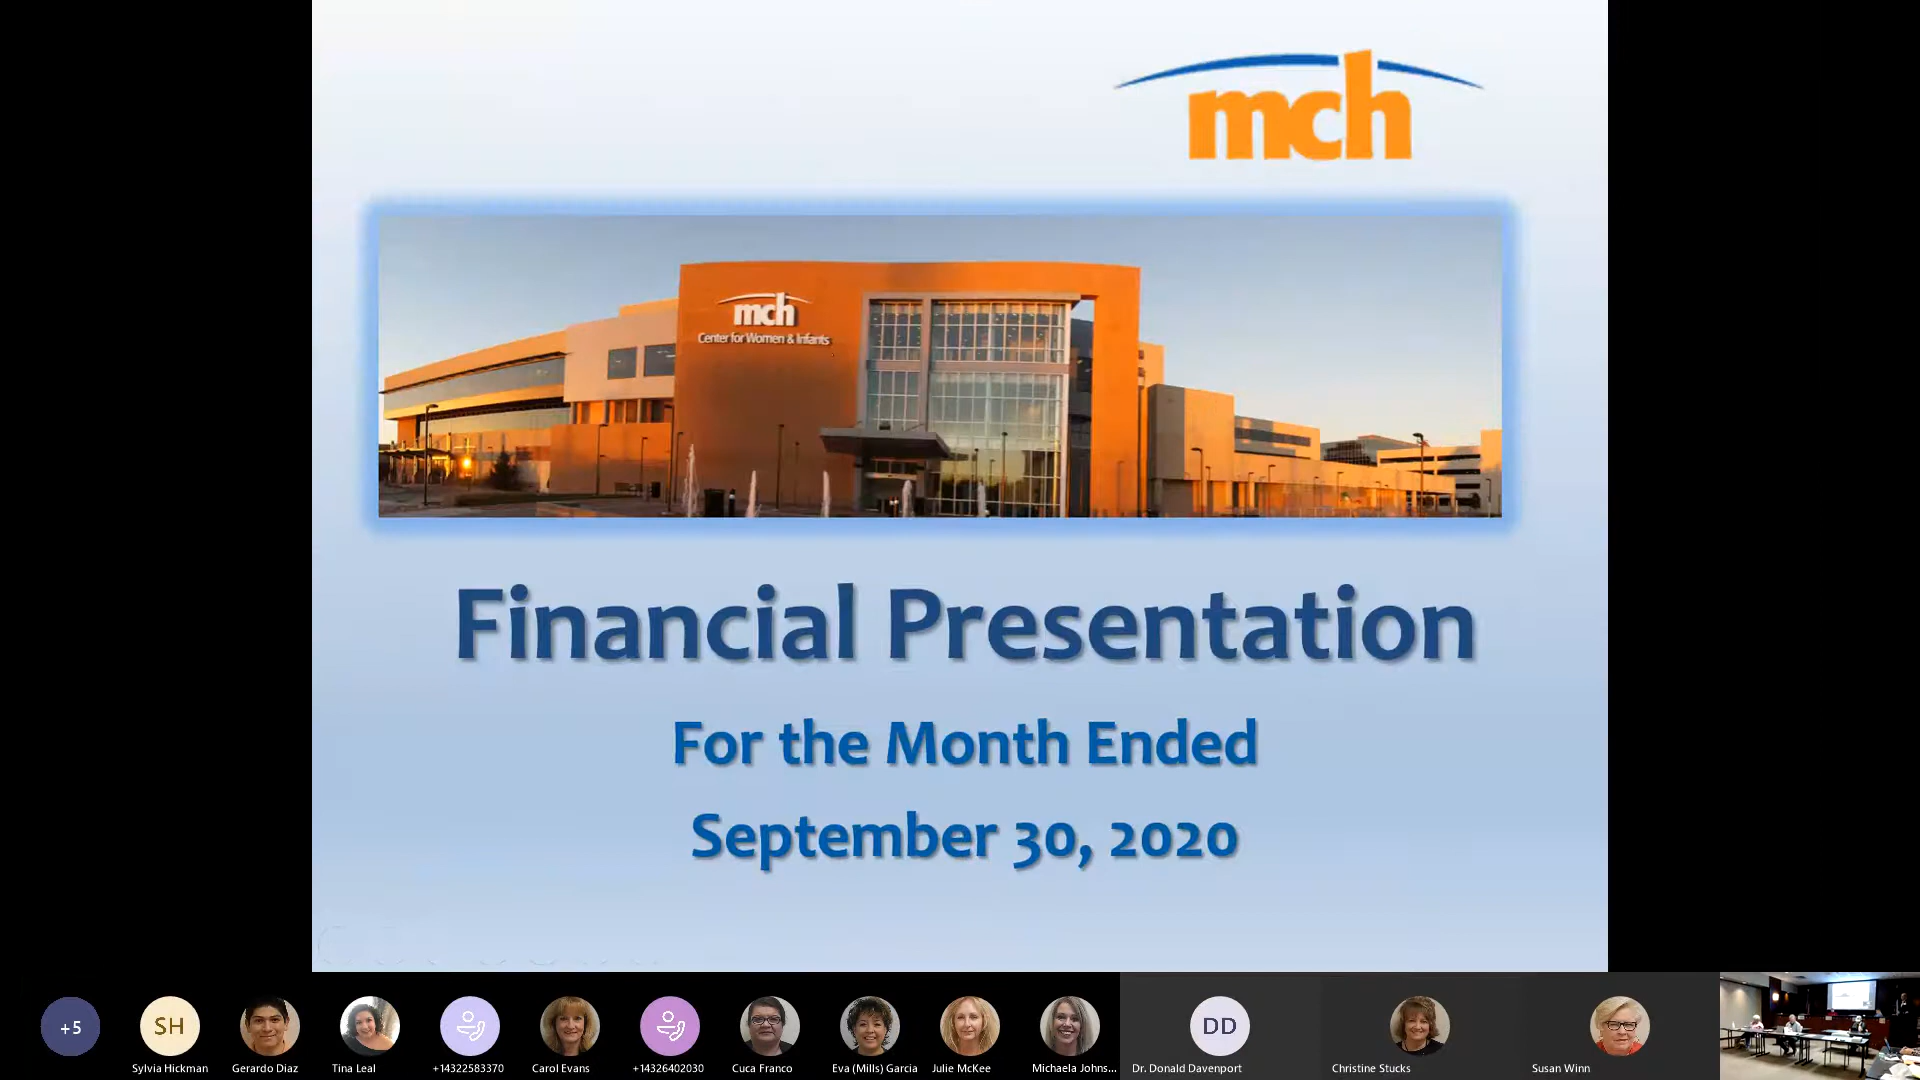 mch
mch
Center for Women & Infants
Financial Presentation
For the Month Ended
September 30, 2020
+5
SH
DD
Sylvia Hickman
Gerardo Diaz
Tina Leal
+14322583370
Carol Evans
+14326402030
Cuca Franco
Eva (Mills) Garcia
Julie McKee
Michaela Johns...
Dr. Donald Davenport
Christine Stucks
Susan Winn